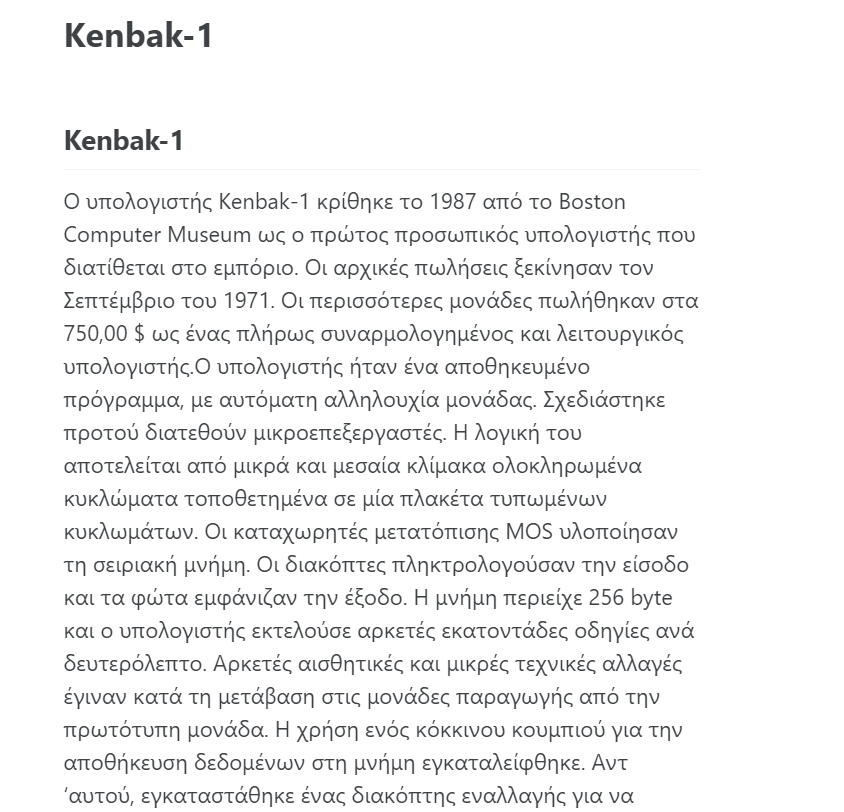 Kenbak-1
Kenbak-1
Ο υπολογιστής Kenbak-1 κρίθηκε το 1987 από το Boston
Computer Museum ως ο πρώτος προσωπικός υπολογιστής που
διατίθεται στο εμπόριο. Οι αρχικές πωλήσεις ξεκίνησαν τον
Σεπτέμβριο του 1971. Οι περισσότερες μονάδες πωλήθηκαν στα
750,00 $ ως ένας πλήρως συναρμολογημένος και λειτουργικός
υπολογιστής.Ο υπολογιστής ήταν ένα αποθηκευμένο
πρόγραμμα, με αυτόματη αλληλουχία μονάδας. Σχεδιάστηκε
προτού διατεθούν μικροεπεξεργαστές. Η λογική του
αποτελείται από μικρά και μεσαία κλίμακα ολοκληρωμένα
κυκλώματα τοποθετημένα σε μία πλακέτα τυπωμένων
κυκλωμάτων. Οι καταχωρητές μετατόπισης MOS υλοποίησαν
τη σειριακή μνήμη. Οι διακόπτες πληκτρολογούσαν την είσοδο
και τα φώτα εμφάνιζαν την έξοδο. Η μνήμη περιείχε 256 byte
και ο υπολογιστής εκτελούσε αρκετές εκατοντάδες οδηγίες ανά
δευτερόλεπτο. Αρκετές αισθητικές και μικρές τεχνικές αλλαγές
έγιναν κατά τη μετάβαση στις μονάδες παραγωγής από την
πρωτότυπη μονάδα. Η χρήση ενός κόκκινου κουμπιού για την
αποθήκευση δεδομένων στη μνήμη εγκαταλείφθηκε. Αντ
‘αυτού, εγκαταστάθηκε ένας διακόπτης εναλλαγής για να